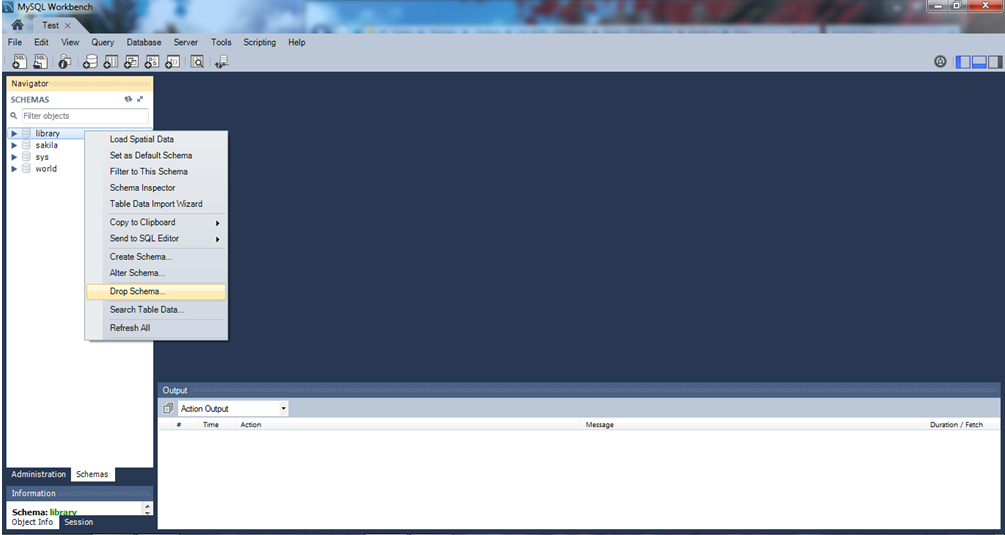 MySQL Workbench
Test
File Edit View Query Database Server Tools Scripting Help
Navigator
SCHEMAS
Filter objects
library
sakila
sys
world
Load Spatial Data
Set as Default Schema
Filter to This Schema
Schema Inspector
Table Data Import Wizard
Copy to Clipboard
Send to SQL Editor
Create Schema...
Alter Schema...
Drop Schema...
Search Table Data...
Refresh All
Output
Action Output
# Time Action Message Duration / Fetch
Administration Schemas
Information
Schema: library
Object Info Session